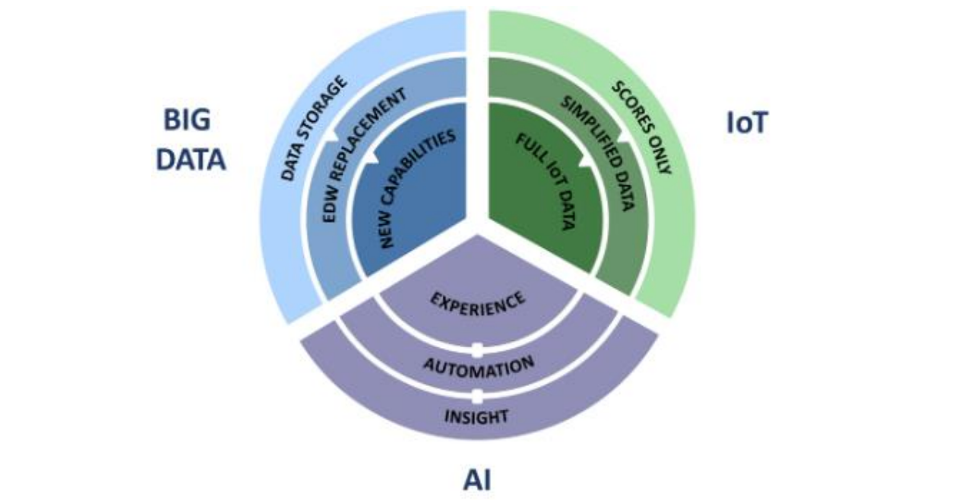 BIG
DATA
DATA STORAGE
EDW REPLACEMENT
NEW CAPABILITIES
IoT
SCORES ONLY
SIMPLIFIED DATA
FULL IoT DATA
EXPERIENCE
AUTOMATION
INSIGHT
AI